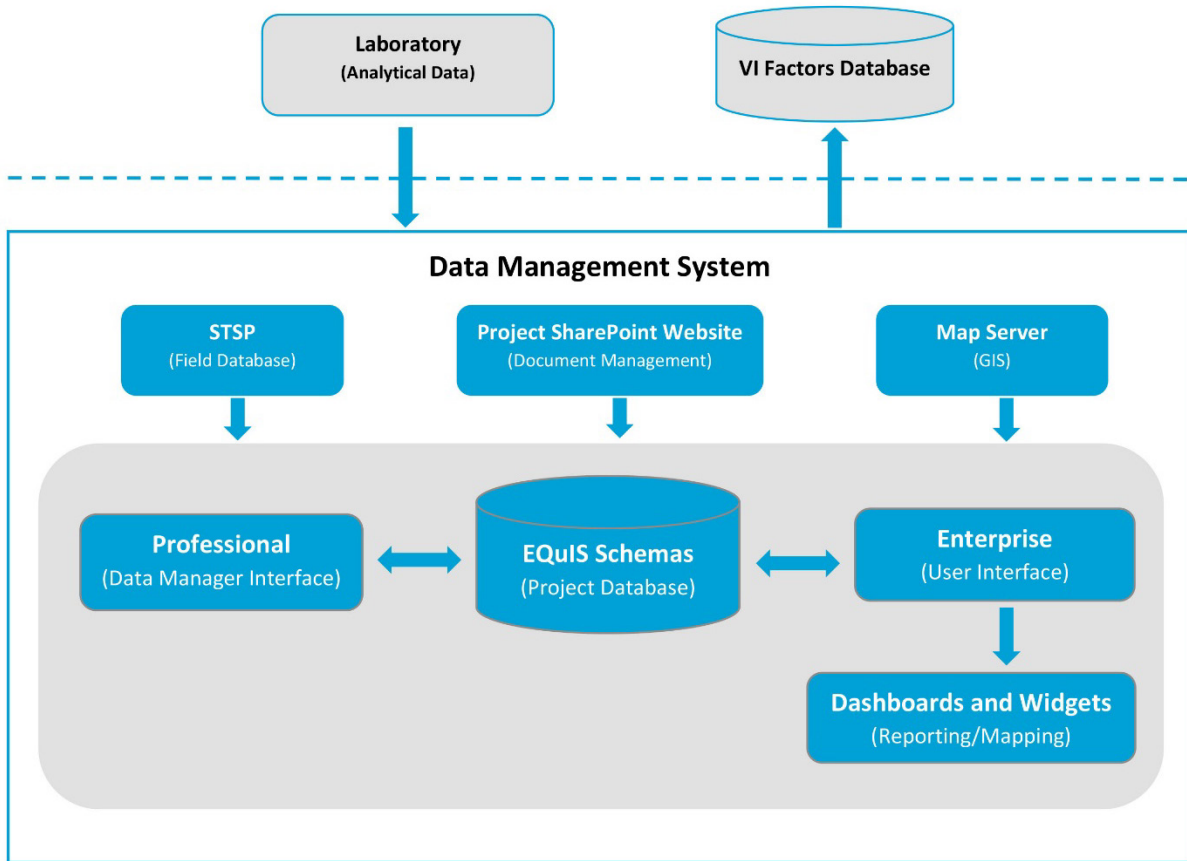 Laboratory
(Analytical Data)
VI Factors Database
Data Management System
STSP
(Field Database)
Project SharePoint Website
(Document Management)
Map Server
(GIS)
Professional
(Data Manager Interface)
EQuIS Schemas
(Project Database)
Enterprise
(User Interface)
Dashboards and Widgets
(Reporting/Mapping)